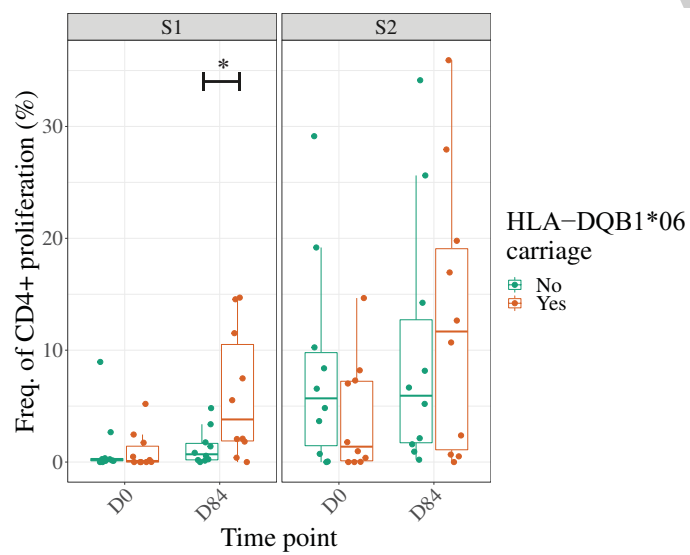 S1 S2
*
Freq. of CD4+ proliferation (%)
30
20
10
0
D0 D84 D0 D84
Time point
HLA−DQB1*06
carriage
No
Yes